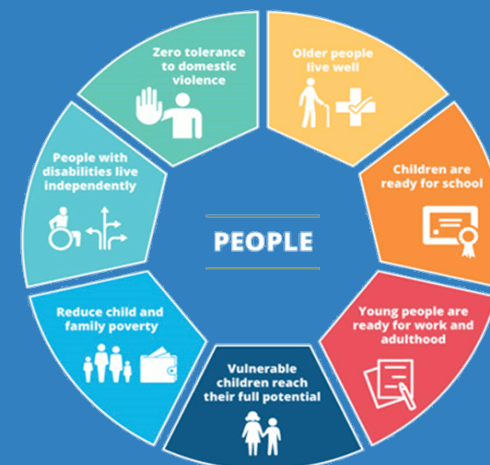 Zero tolerance
to domestic
violence
Older people
live well
Children are
ready for school
Young people are
ready for work and
adulthood
Vulnerable
children reach
their full potential
Reduce child and
family poverty
People with
disabilities live
independently
PEOPLE